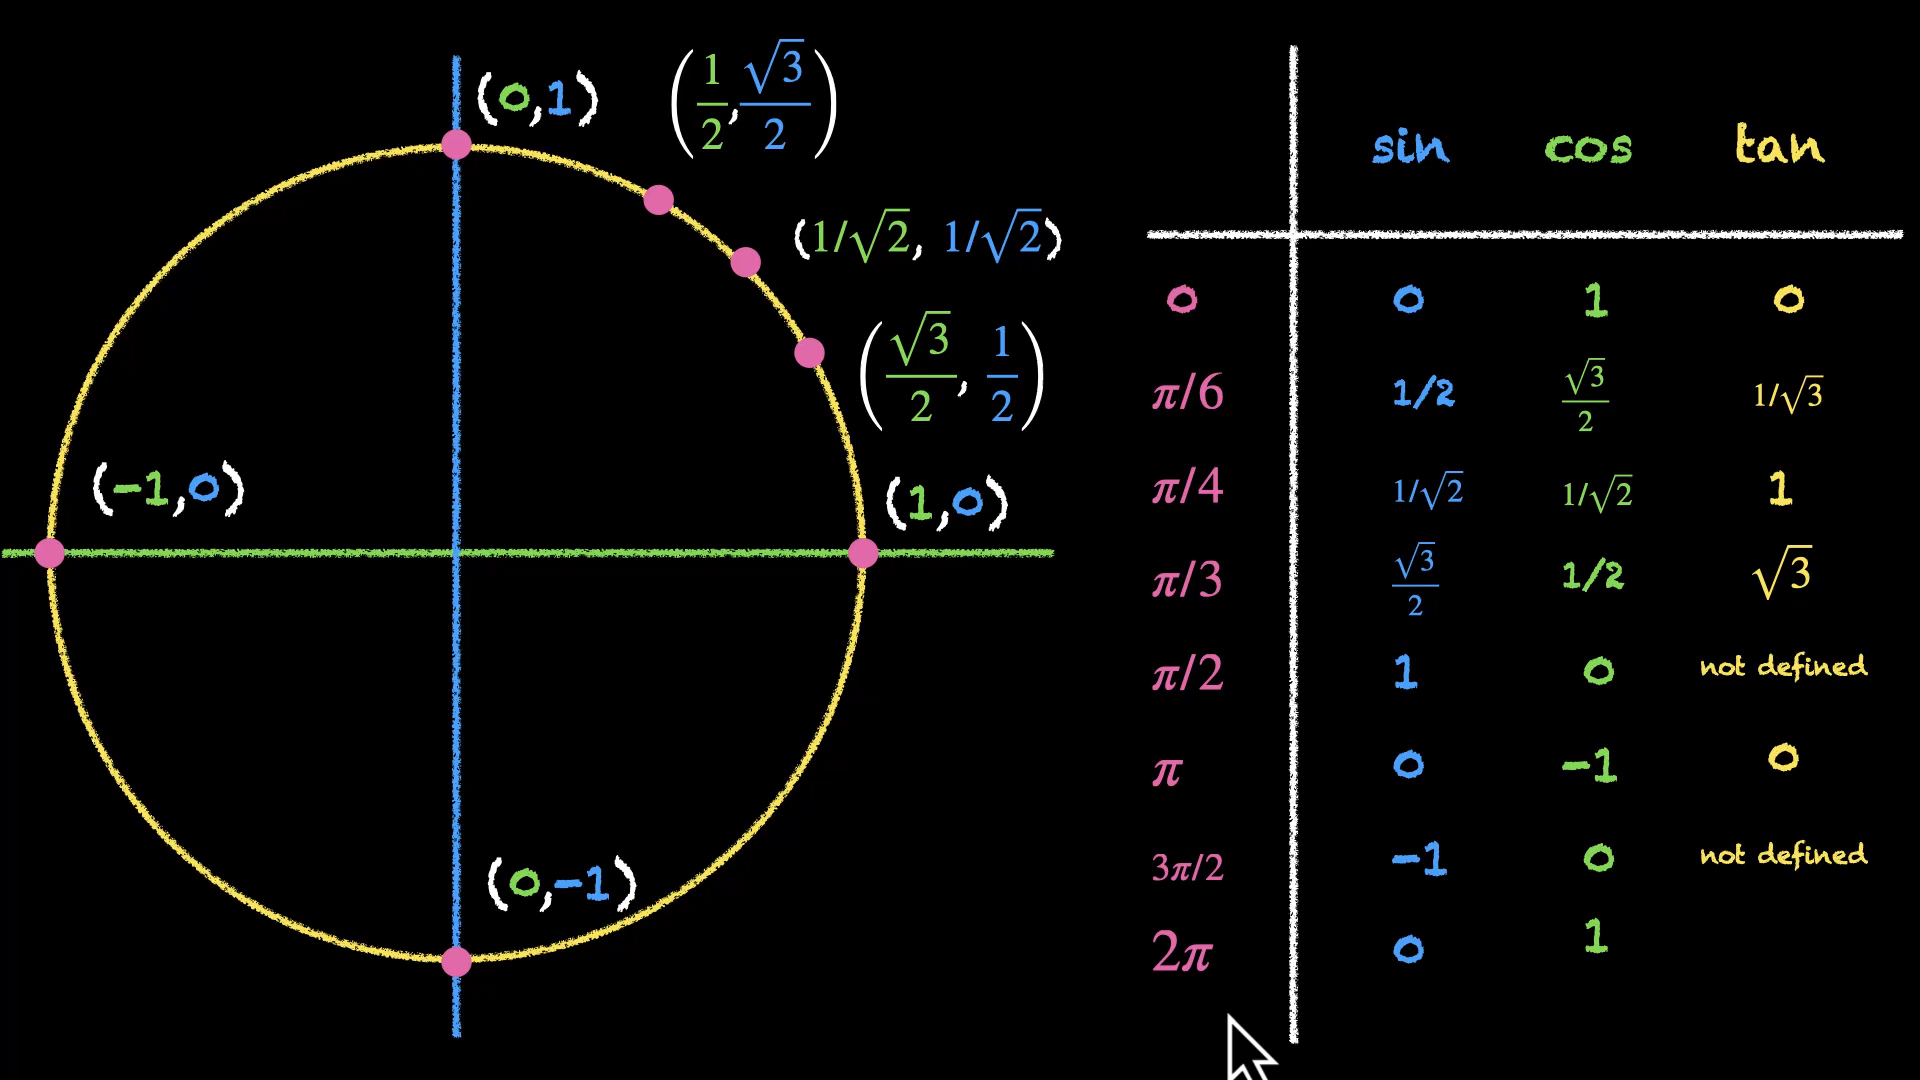 (0,1)
(1/2, √3/2)
(1/√2, 1/√2)
(√3/2, 1/2)
(-1,0)
(1,0)
(0,-1)
sin cos tan
0 0 1 0
π/6 1/2 √3/2 1/√3
π/4 1/√2 1/√2 1
π/3 √3/2 1/2 √3
π/2 1 0 not defined
π 0 -1 0
3π/2 -1 0 not defined
2π 0 1